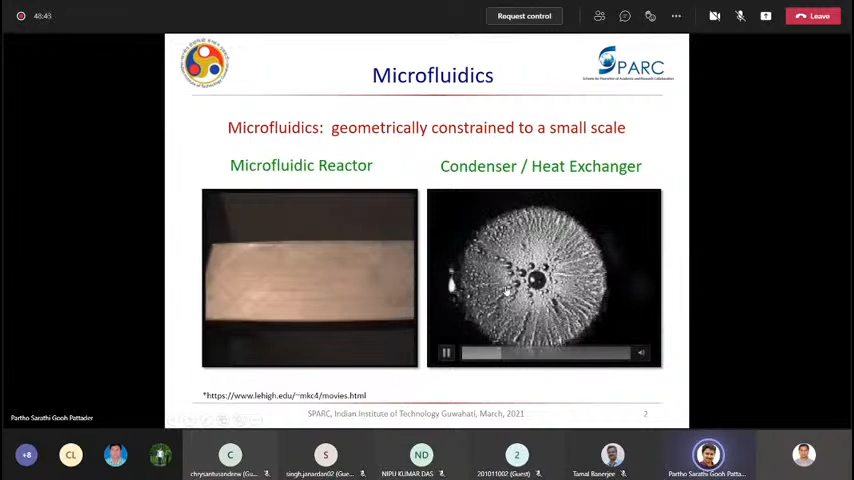 48:43
Request control
Leave
SPARC
Microfluidics
Microfluidics: geometrically constrained to a small scale
Microfluidic Reactor
Condenser / Heat Exchanger
*https://www.lehigh.edu/~mkc4/movies.html
SPARC, Indian Institute of Technology Guwahati, March, 2021
2
Partho Sarathi Gooh Pattader
+8
CL
C
S
ND
2
chrysantusandrew (Gu...
singh.janardan02 (Gues...
NIPU KUMAR DAS
201011002 (Guest)
Tamal Banerjee
Partho Sarathi Gooh Patta...